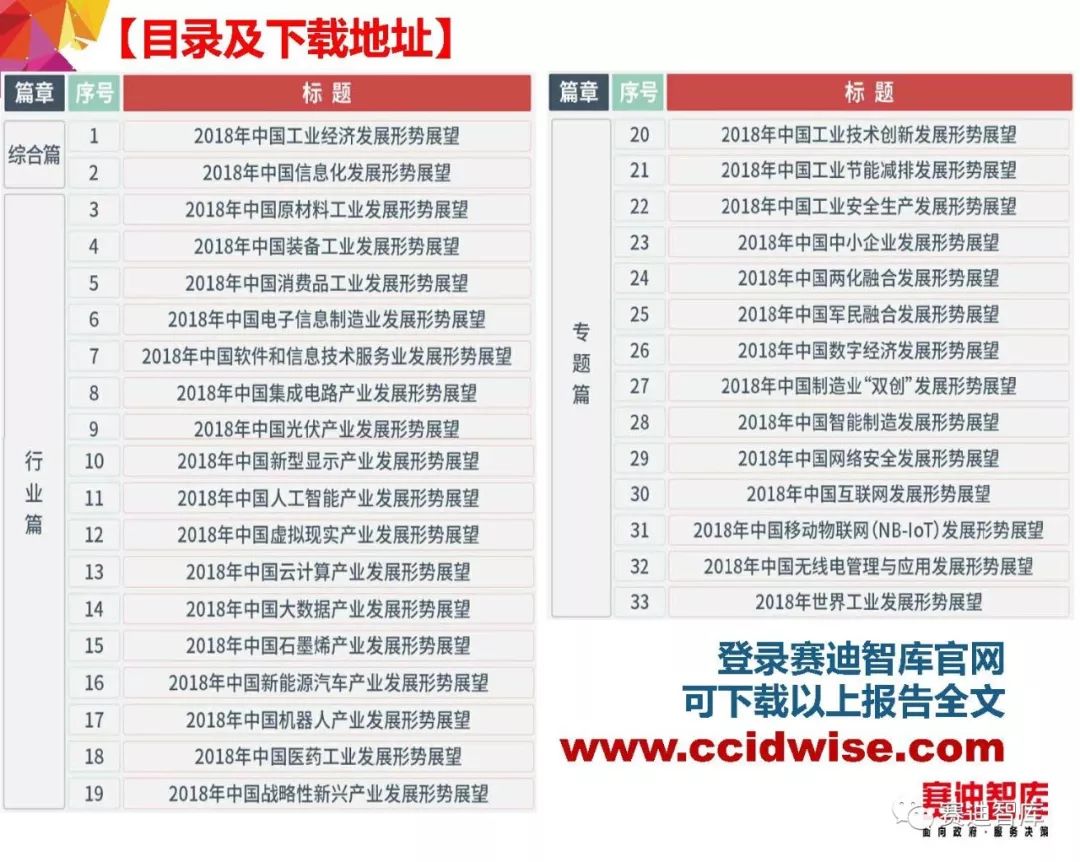 【目录及下载地址】
篇章 序号 标题
综合篇
1 2018年中国工业经济发展形势展望
2 2018年中国信息化发展形势展望
行业篇
3 2018年中国原材料工业发展形势展望
4 2018年中国装备工业发展形势展望
5 2018年中国消费品工业发展形势展望
6 2018年中国电子信息制造业发展形势展望
7 2018年中国软件和信息技术服务业发展形势展望
8 2018年中国集成电路产业发展形势展望
9 2018年中国光伏产业发展形势展望
10 2018年中国新型显示产业发展形势展望
11 2018年中国人工智能产业发展形势展望
12 2018年中国虚拟现实产业发展形势展望
13 2018年中国云计算产业发展形势展望
14 2018年中国大数据产业发展形势展望
15 2018年中国石墨烯产业发展形势展望
16 2018年中国新能源汽车产业发展形势展望
17 2018年中国机器人产业发展形势展望
18 2018年中国医药工业发展形势展望
19 2018年中国战略性新兴产业发展形势展望
篇章 序号 标题
专题篇
20 2018年中国工业技术创新发展形势展望
21 2018年中国工业节能减排发展形势展望
22 2018年中国工业安全生产发展形势展望
23 2018年中国中小企业发展形势展望
24 2018年中国两化融合发展形势展望
25 2018年中国军民融合发展形势展望
26 2018年中国数字经济发展形势展望
27 2018年中国制造业“双创”发展形势展望
28 2018年中国智能制造发展形势展望
29 2018年中国网络安全发展形势展望
30 2018年中国互联网发展形势展望
31 2018年中国移动物联网(NB-IoT)发展形势展望
32 2018年中国无线电管理与应用发展形势展望
33 2018年世界工业发展形势展望
登录赛迪智库官网
可下载以上报告全文
www.ccidwise.com
赛迪智库
赛迪智库
面向政府·服务决策